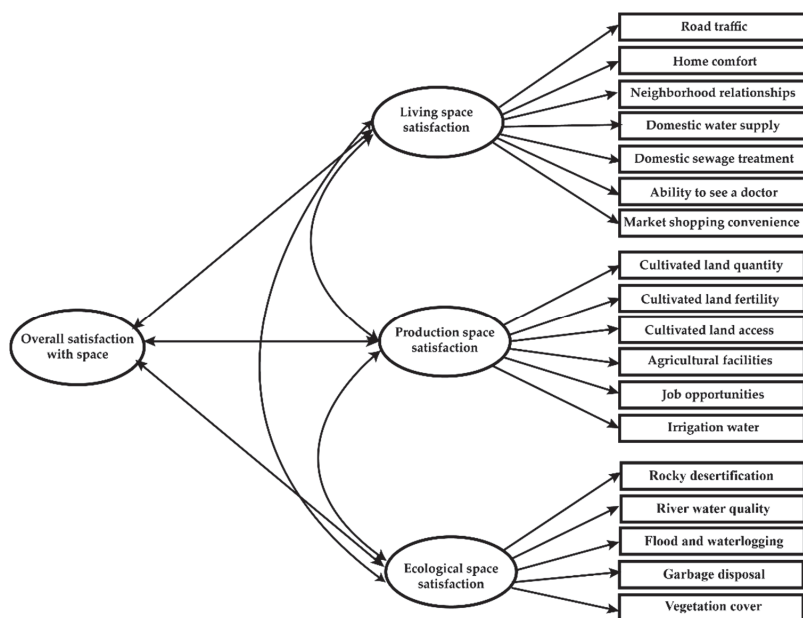 Road traffic
Home comfort
Neighborhood relationships
Living space
satisfaction
Domestic water supply
Domestic sewage treatment
Ability to see a doctor
Market shopping convenience
Cultivated land quantity
Cultivated land fertility
Overall satisfaction
with space
Production space
satisfaction
Cultivated land access
Agricultural facilities
Job opportunities
Irrigation water
Rocky desertification
River water quality
Flood and waterlogging
Ecological space
satisfaction
Garbage disposal
Vegetation cover